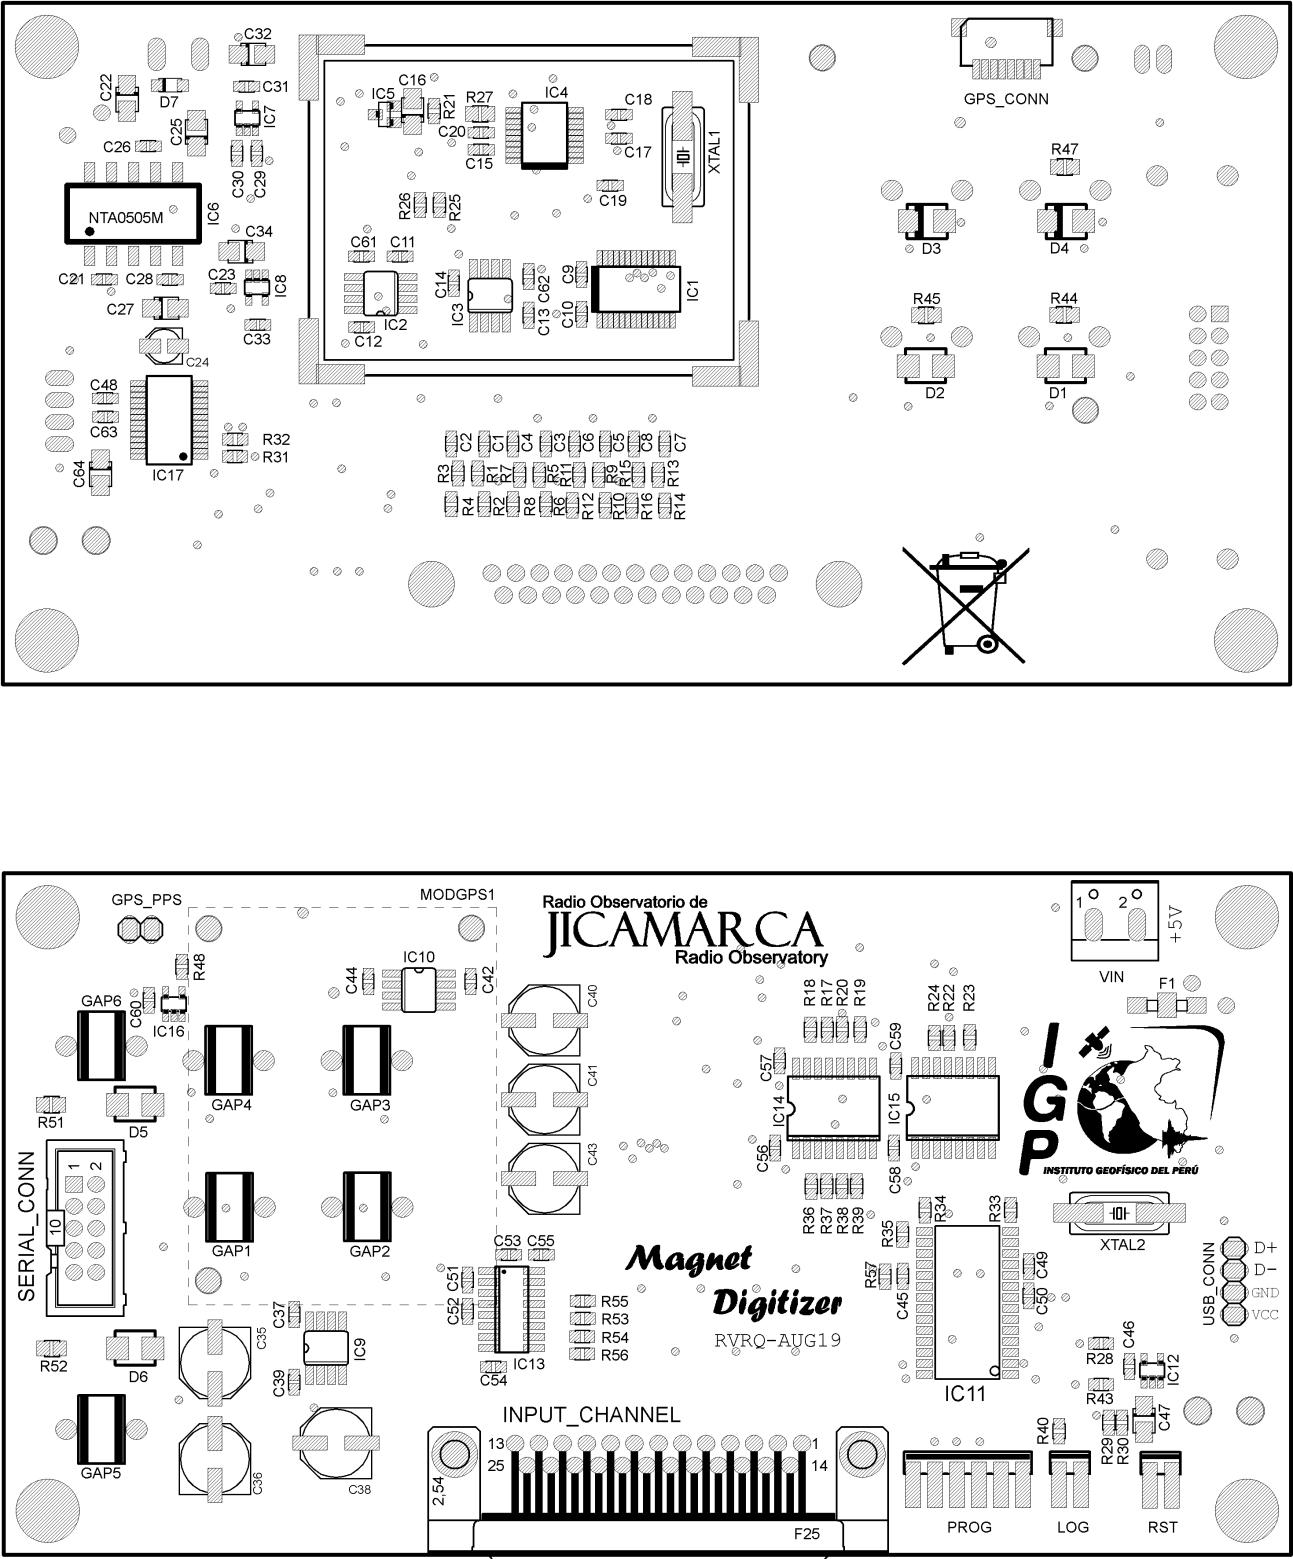 C32
C22
D7
C31
C25
IC7
C26
C30
C29
NTA0505M
IC6
C34
C21
C28
C23
IC8
C27
C33
C24
C48
C63
IC17
C64
R32
R31
IC5
C16
R21
R27
C20
C15
IC4
C18
C17
XTAL1
C19
R26
R25
C61
C11
C14
C62
C9
IC1
IC2
IC3
C13
C10
C12
C2
C1
C4
C3
C6
C5
C8
C7
R3
R1
R7
R5
R11
R9
R15
R13
R4
R2
R8
R6
R12
R10
R16
R14
GPS_CONN
R47
D3
D4
R45
R44
D2
D1
GPS_PPS
MODGPS1
Radio Observatorio de
JICAMARCA
Radio Observatory
1 2
+5V
VIN
R48
C44
IC10
C42
GAP6
C60
IC16
C40
R18
R17
R20
R19
R24
R22
R23
F1
C57
C59
IGP
INSTITUTO GEOFÍSICO DEL PERÚ
GAP4
GAP3
C41
IC14
IC15
R51
D5
C43
C56
C58
SERIAL_CONN
1 2
10
GAP1
GAP2
R36
R37
R38
R39
R35
R34
R33
XTAL2
C53
C55
C51
C52
IC13
C54
Magnet
Digitizer
RVRQ-AUG19
R57
C45
C49
C50
USB_CONN
D+
D-
GND
VCC
C37
C35
IC9
C39
R55
R53
R54
R56
R52
D6
IC11
R28
C46
IC12
R43
GAP5
C36
C38
INPUT_CHANNEL
13
1
25
14
2,54
F25
R40
R29
R30
C47
PROG
LOG
RST